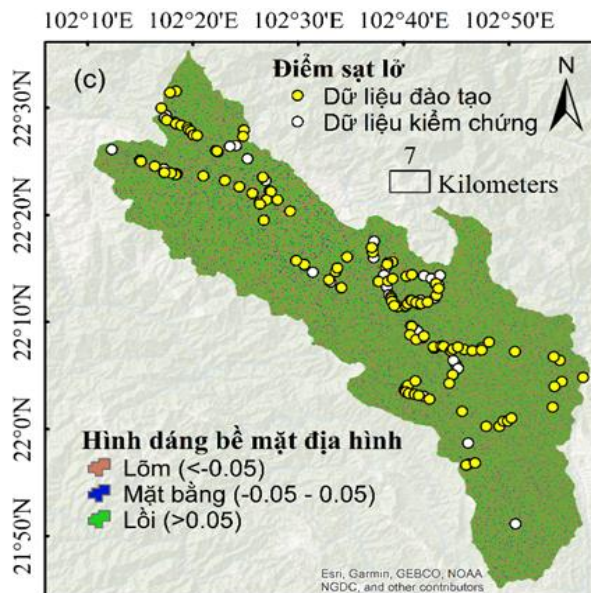 102°10'E 102°20'E 102°30'E 102°40'E 102°50'E
(c)
Điểm sạt lở
N
Dữ liệu đào tạo
Dữ liệu kiểm chứng
7
Kilometers
22°30'N
22°20'N
22°10'N
22°0'N
21°50'N
Hình dáng bề mặt địa hình
Lõm (<-0.05)
Mặt bằng (-0.05 - 0.05)
Lồi (>0.05)
Esri, Garmin, GEBCO, NOAA
NGDC, and other contributors